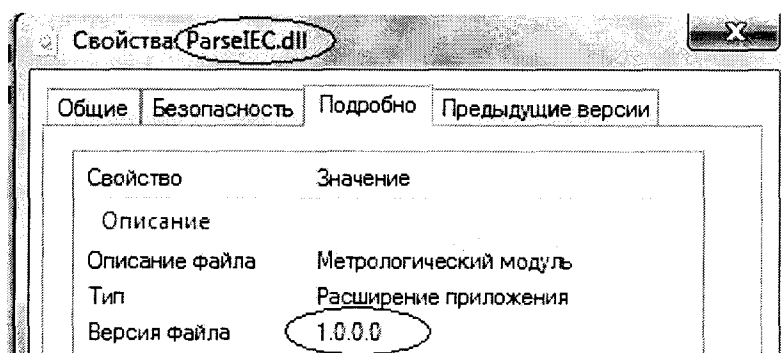 Свойства: ParseIEC.dll
Общие Безопасность Подробно Предыдущие версии
Свойство Значение
Описание
Описание файла Метрологический модуль
Тип Расширение приложения
Версия файла 1.0.0.0